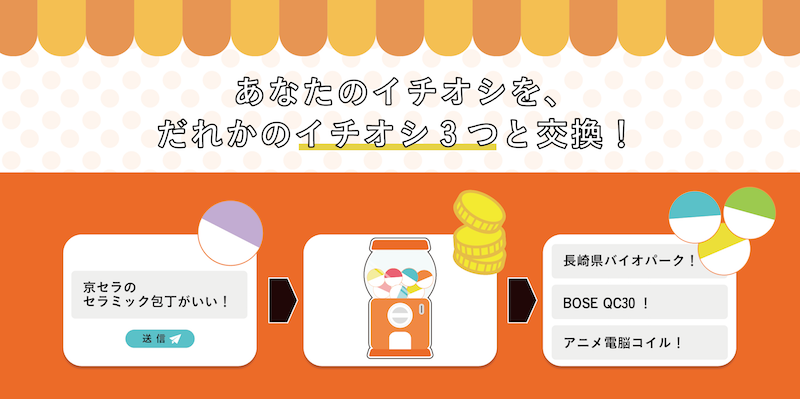 あなたのイチオシを、
だれかのイチオシ３つと交換！
京セラの
セラミック包丁がいい！
送信
長崎県バイオパーク！
BOSE QC30 ！
アニメ電脳コイル！